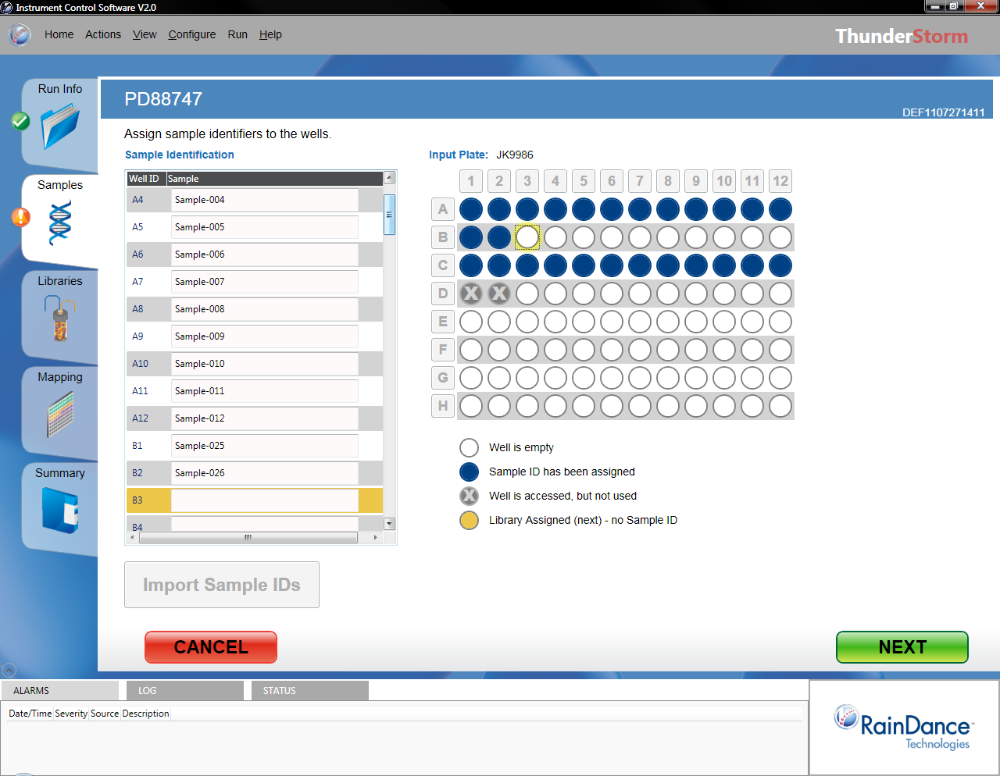 Instrument Control Software V2.0
Home Actions View Configure Run Help
ThunderStorm
Run Info
Samples
Libraries
Mapping
Summary
PD88747
DEF1107271411
Assign sample identifiers to the wells.
Sample Identification
Well ID Sample
A4 Sample-004
A5 Sample-005
A6 Sample-006
A7 Sample-007
A8 Sample-008
A9 Sample-009
A10 Sample-010
A11 Sample-011
A12 Sample-012
B1 Sample-025
B2 Sample-026
B3
B4
Import Sample IDs
Input Plate: JK9986
1 2 3 4 5 6 7 8 9 10 11 12
A
B
C
D X X
E
F
G
H
Well is empty
Sample ID has been assigned
X Well is accessed, but not used
Library Assigned (next) - no Sample ID
CANCEL
NEXT
ALARMS LOG STATUS
Date/Time Severity Source Description
RainDance™
Technologies